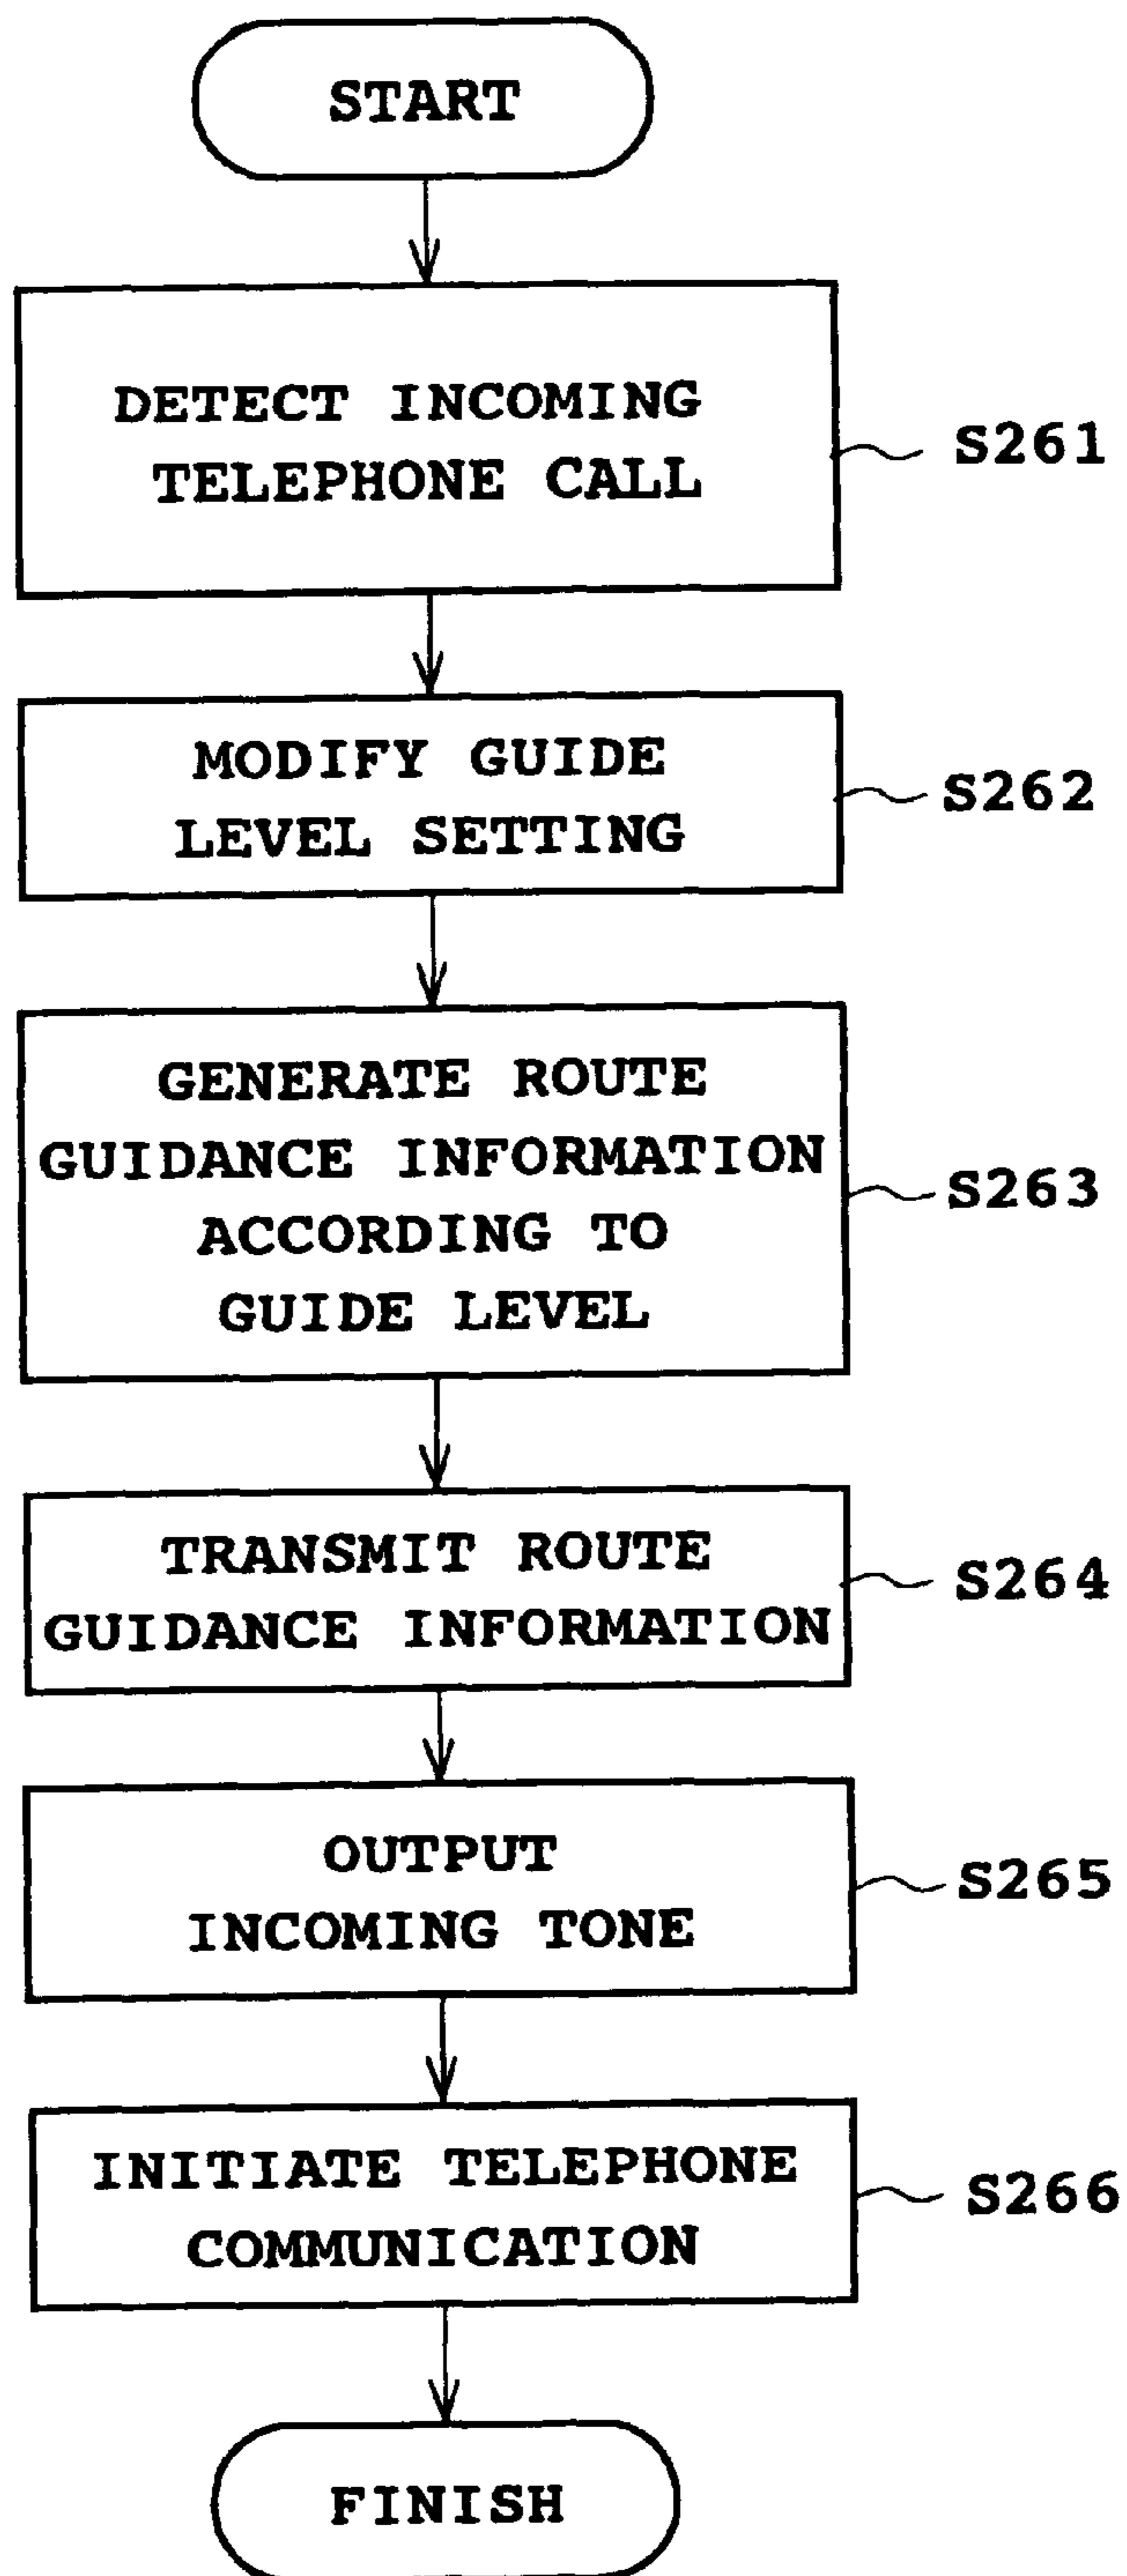 START
DETECT INCOMING
TELEPHONE CALL
S261
MODIFY GUIDE
LEVEL SETTING
S262
GENERATE ROUTE
GUIDANCE INFORMATION
ACCORDING TO
GUIDE LEVEL
S263
TRANSMIT ROUTE
GUIDANCE INFORMATION
S264
OUTPUT
INCOMING TONE
S265
INITIATE TELEPHONE
COMMUNICATION
S266
FINISH